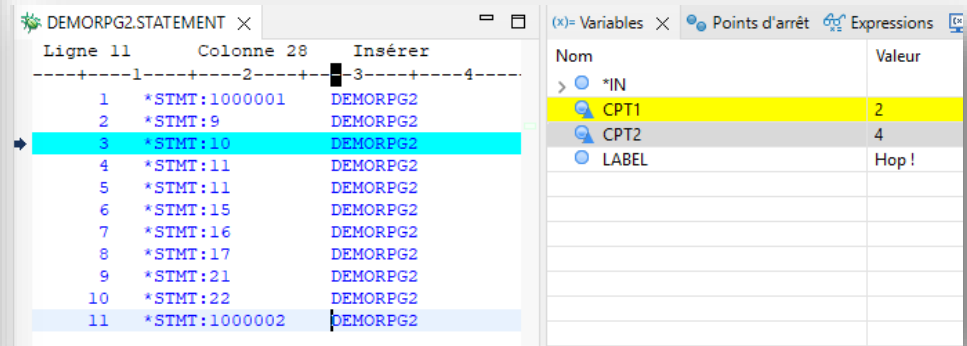 DEMORPG2.STATEMENT
Ligne 11 Colonne 28 Insérer
----+----1----+----2----+-- -3----+----4----
1 *STMT:1000001 DEMORPG2
2 *STMT:9 DEMORPG2
3 *STMT:10 DEMORPG2
4 *STMT:11 DEMORPG2
5 *STMT:11 DEMORPG2
6 *STMT:15 DEMORPG2
7 *STMT:16 DEMORPG2
8 *STMT:17 DEMORPG2
9 *STMT:21 DEMORPG2
10 *STMT:22 DEMORPG2
11 *STMT:1000002 DEMORPG2
(x)= Variables Points d'arrêt Expressions
Nom Valeur
*IN
CPT1 2
CPT2 4
LABEL Hop !